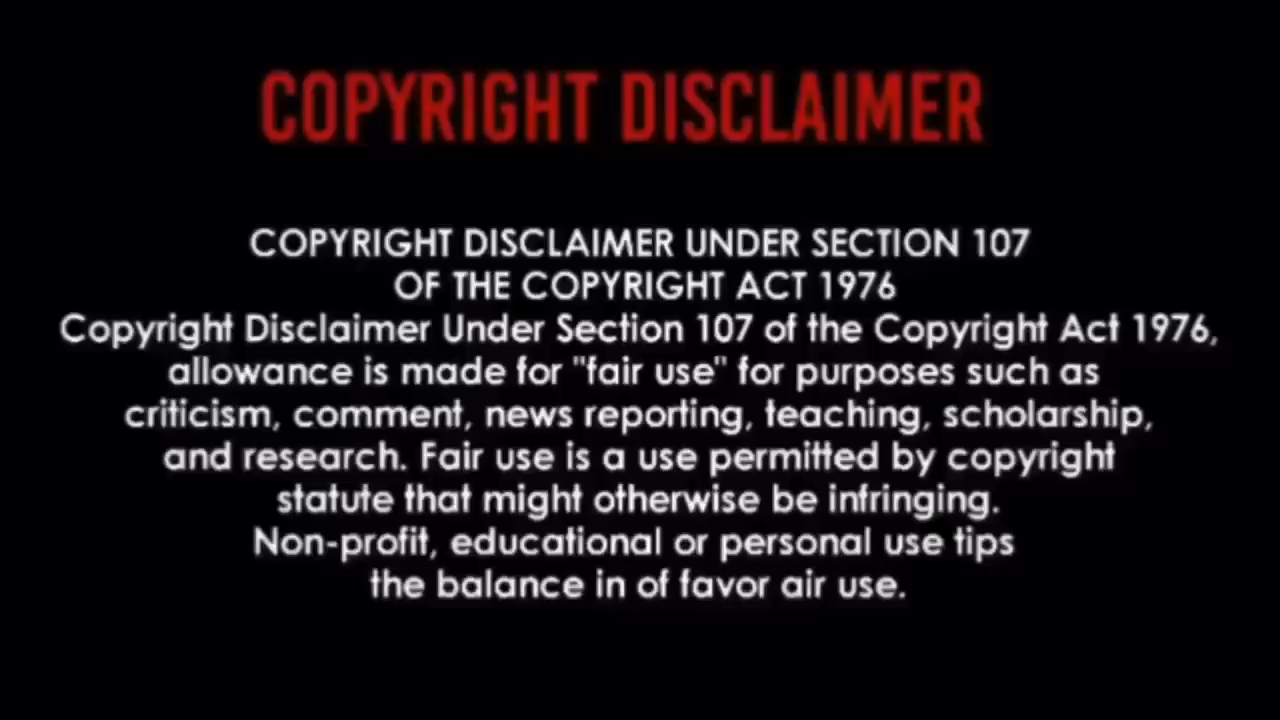 COPYRIGHT DISCLAIMER
COPYRIGHT DISCLAIMER UNDER SECTION 107
OF THE COPYRIGHT ACT 1976
Copyright Disclaimer Under Section 107 of the Copyright Act 1976,
allowance is made for "fair use" for purposes such as
criticism, comment, news reporting, teaching, scholarship,
and research. Fair use is a use permitted by copyright
statute that might otherwise be infringing.
Non-profit, educational or personal use tips
the balance in of favor air use.